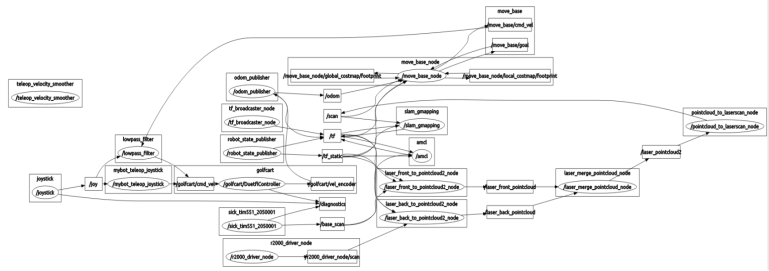 move_base
/move_base/cmd_vel
/move_base/goal
move_base_node
/move_base_node/global_costmap/footprint
/move_base_node
/move_base_node/local_costmap/footprint
teleop_velocity_smoother
/teleop_velocity_smoother
odom_publisher
/odom_publisher
/odom
tf_broadcaster_node
/tf_broadcaster_node
/scan
slam_gmapping
/slam_gmapping
pointcloud_to_laserscan_node
/pointcloud_to_laserscan_node
robot_state_publisher
/robot_state_publisher
/tf
/tf_static
amcl
/amcl
lowpass_filter
/lowpass_filter
/laser_pointcloud2
joystick
/joystick
/joy
mybot_teleop_joystick
/mybot_teleop_joystick
/golfcart/cmd_vel
golfcart
/golfcart/DuetflController
/golfcart/vel_encoder
laser_front_to_pointcloud2_node
/laser_front_to_pointcloud2_node
/laser_front_pointcloud
laser_merge_pointcloud_node
/laser_merge_pointcloud_node
/diagnostics
laser_back_to_pointcloud2_node
/laser_back_to_pointcloud2_node
/laser_back_pointcloud
sick_tim551_2050001
/sick_tim551_2050001
/base_scan
r2000_driver_node
/r2000_driver_node
/r2000_driver_node/scan